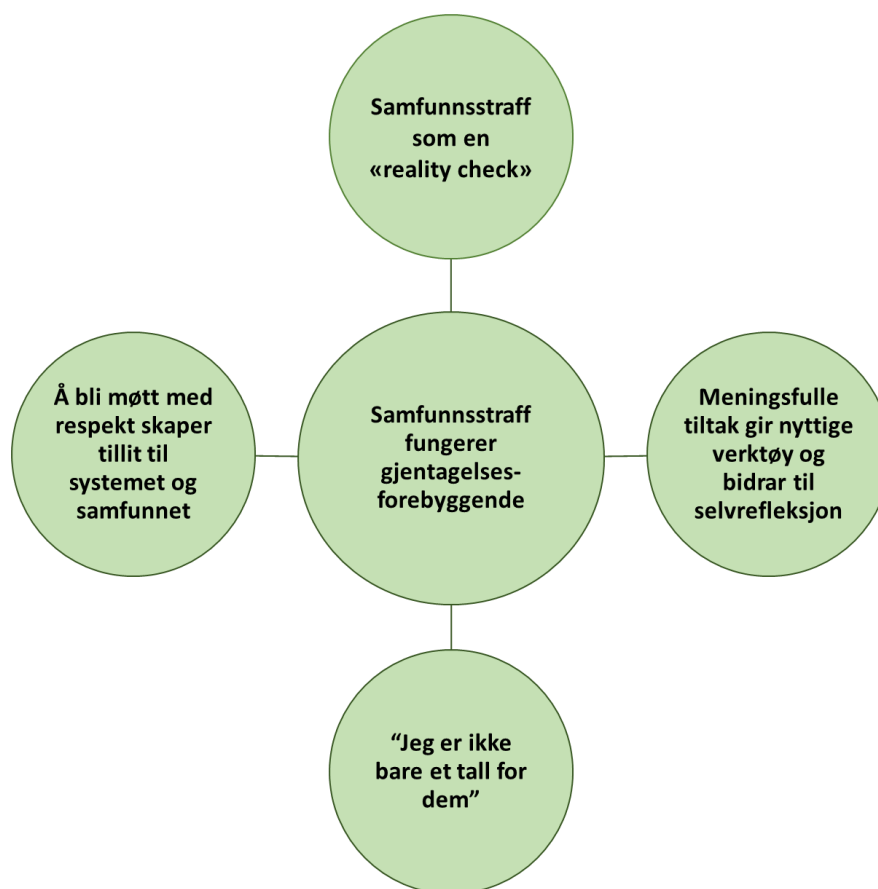 Samfunnsstraff
som en
«reality check»
Å bli møtt med
respekt skaper
tillit til
systemet og
samfunnet
Samfunnsstraff
fungerer
gjentagelses-
forebyggende
Meningsfulle
tiltak gir nyttige
verktøy og
bidrar til
selvrefleksjon
“Jeg er ikke
bare et tall for
dem”